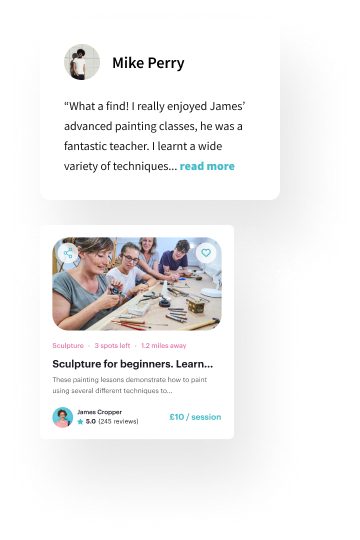 Mike Perry
“What a find! I really enjoyed James’
advanced painting classes, he was a
fantastic teacher. I learnt a wide
variety of techniques... read more
Sculpture · 3 spots left · 1.2 miles away
Sculpture for beginners. Learn...
These painting lessons demonstrate how to paint
using several different techniques to...
James Cropper
5.0 (245 reviews)
£10 / session